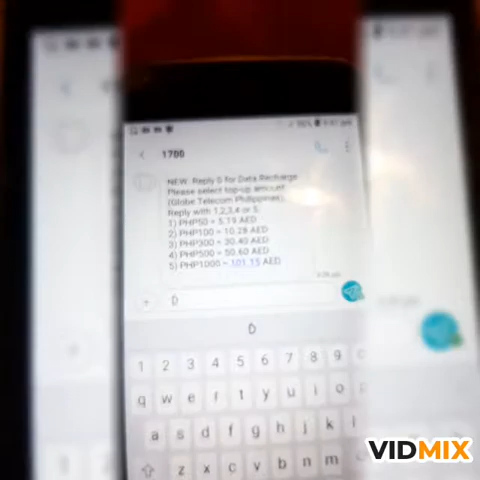 1700
NEW: Reply D for Data Recharge
Please select top-up amount
(Globe Telecom Philippines),
Reply with 1,2,3,4 or 5:
1) PHP50 = 5.19 AED
2) PHP100 = 10.28 AED
3) PHP300 = 30.40 AED
4) PHP500 = 50.60 AED
5) PHP1000 = 101.15 AED
D
D
1 2 3 4 5 6 7 8 9
q w e r t y u i o
a s d f g h j k l
z x c v b n m
VIDMIX